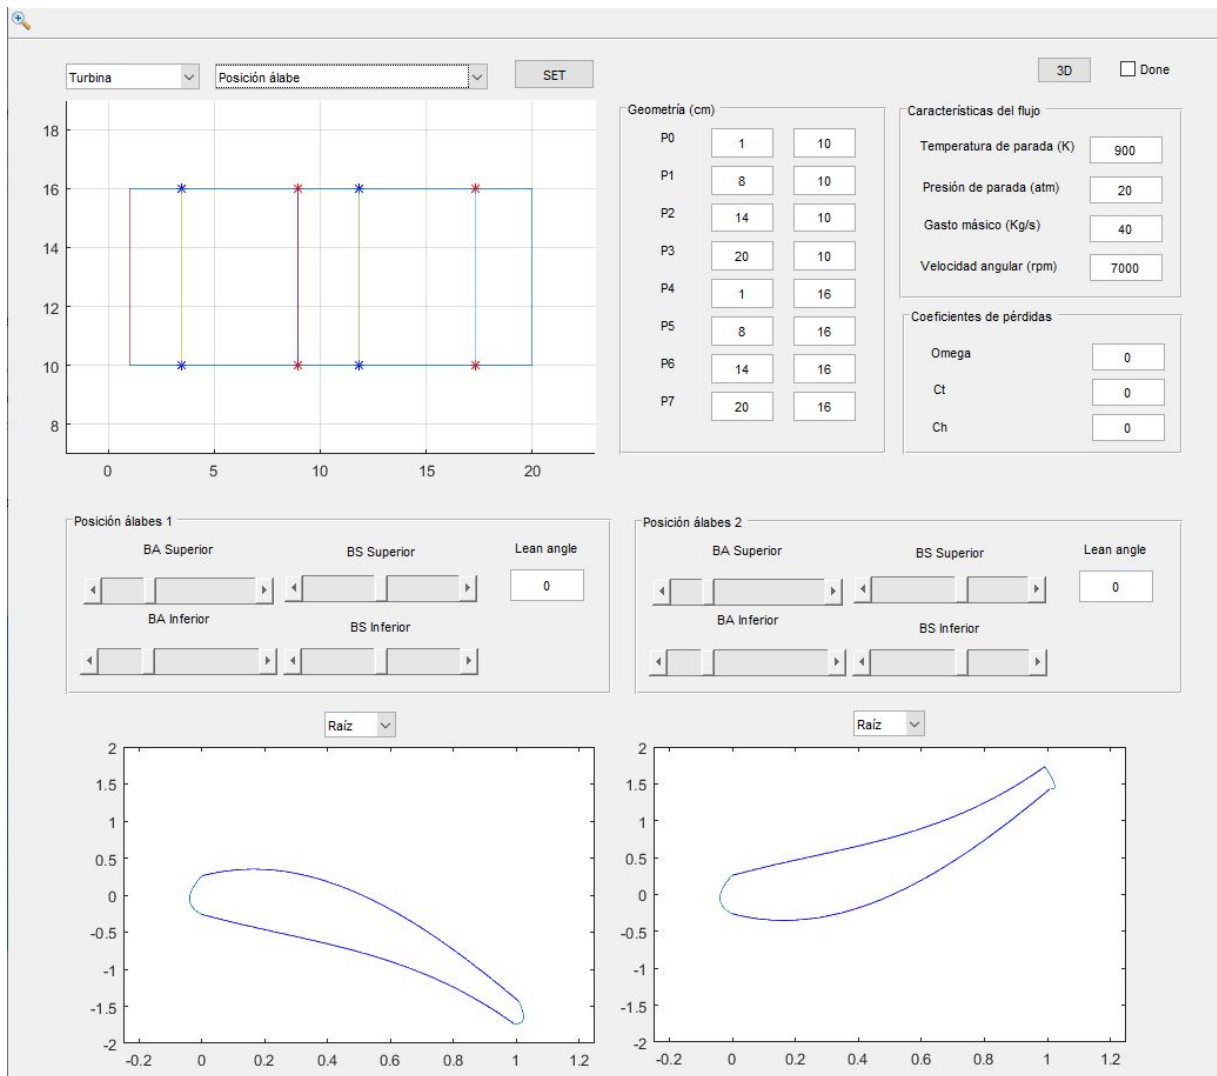 Turbina
Posición álabe
SET
3D
Done
18
16
14
12
10
8
0
5
10
15
20
Geometría (cm)
P0 1 10
P1 8 10
P2 14 10
P3 20 10
P4 1 16
P5 8 16
P6 14 16
P7 20 16
Características del flujo
Temperatura de parada (K) 900
Presión de parada (atm) 20
Gasto másico (Kg/s) 40
Velocidad angular (rpm) 7000
Coeficientes de pérdidas
Omega 0
Ct 0
Ch 0
Posición álabes 1
BA Superior
BS Superior
Lean angle
0
BA Inferior
BS Inferior
Posición álabes 2
BA Superior
BS Superior
Lean angle
0
BA Inferior
BS Inferior
Raíz
2
1.5
1
0.5
0
-0.5
-1
-1.5
-2
-0.2
0
0.2
0.4
0.6
0.8
1
1.2
Raíz
2
1.5
1
0.5
0
-0.5
-1
-1.5
-2
-0.2
0
0.2
0.4
0.6
0.8
1
1.2